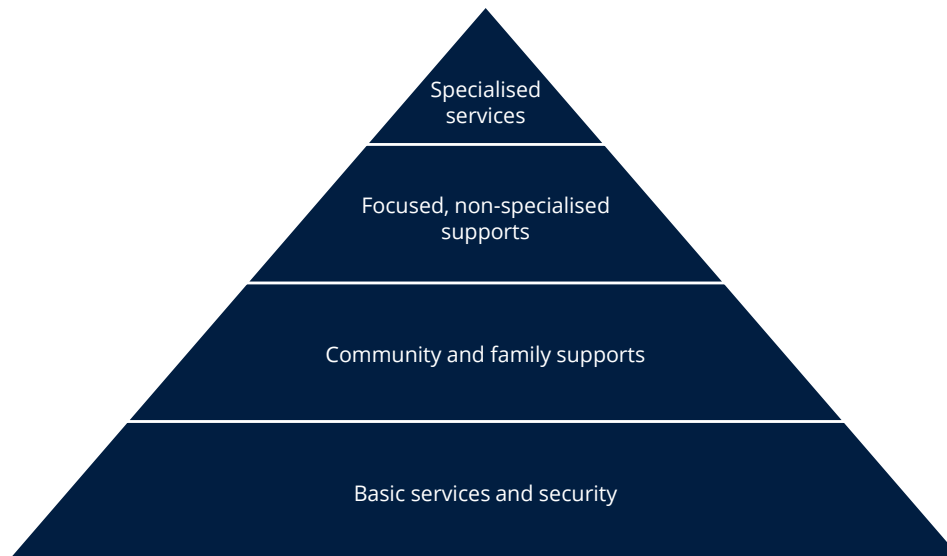 Specialised
services
Focused, non-specialised
supports
Community and family supports
Basic services and security